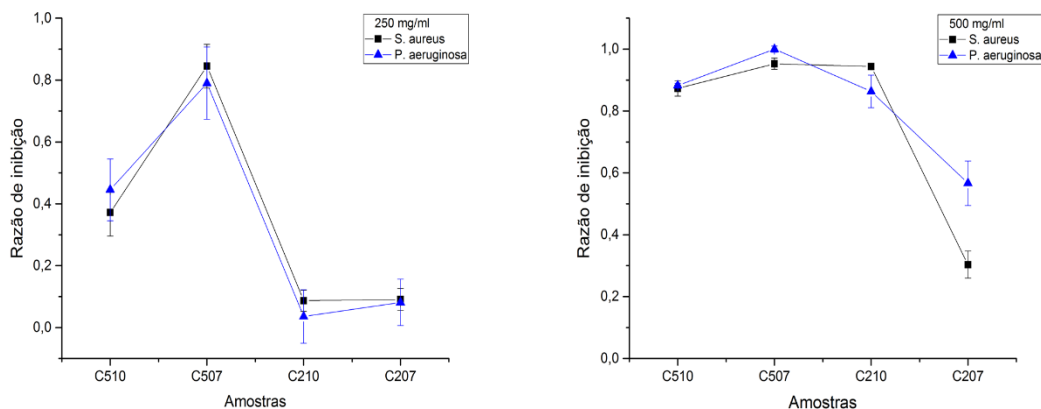 250 mg/ml
S. aureus
P. aeruginosa
1,0
0,8
0,6
0,4
0,2
0,0
Razão de inibição
C510 C507 C210 C207
Amostras
500 mg/ml
S. aureus
P. aeruginosa
1,0
0,8
0,6
0,4
0,2
0,0
Razão de inibição
C510 C507 C210 C207
Amostras